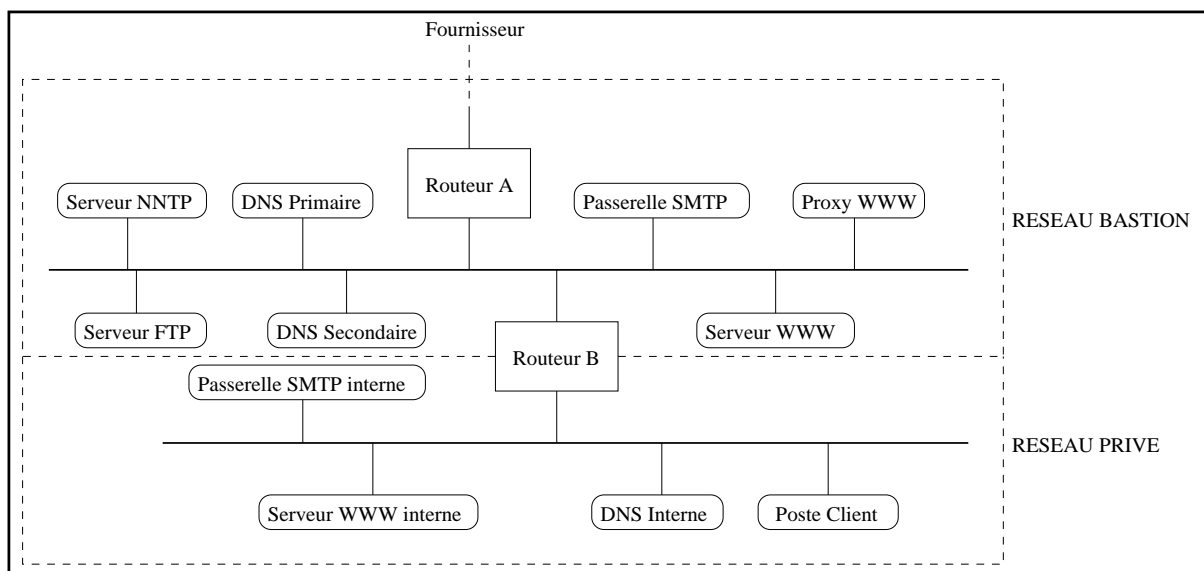 Fournisseur
Routeur A
Serveur NNTP
DNS Primaire
Passerelle SMTP
Proxy WWW
RESEAU BASTION
Serveur FTP
DNS Secondaire
Serveur WWW
Routeur B
Passerelle SMTP interne
RESEAU PRIVE
Serveur WWW interne
DNS Interne
Poste Client